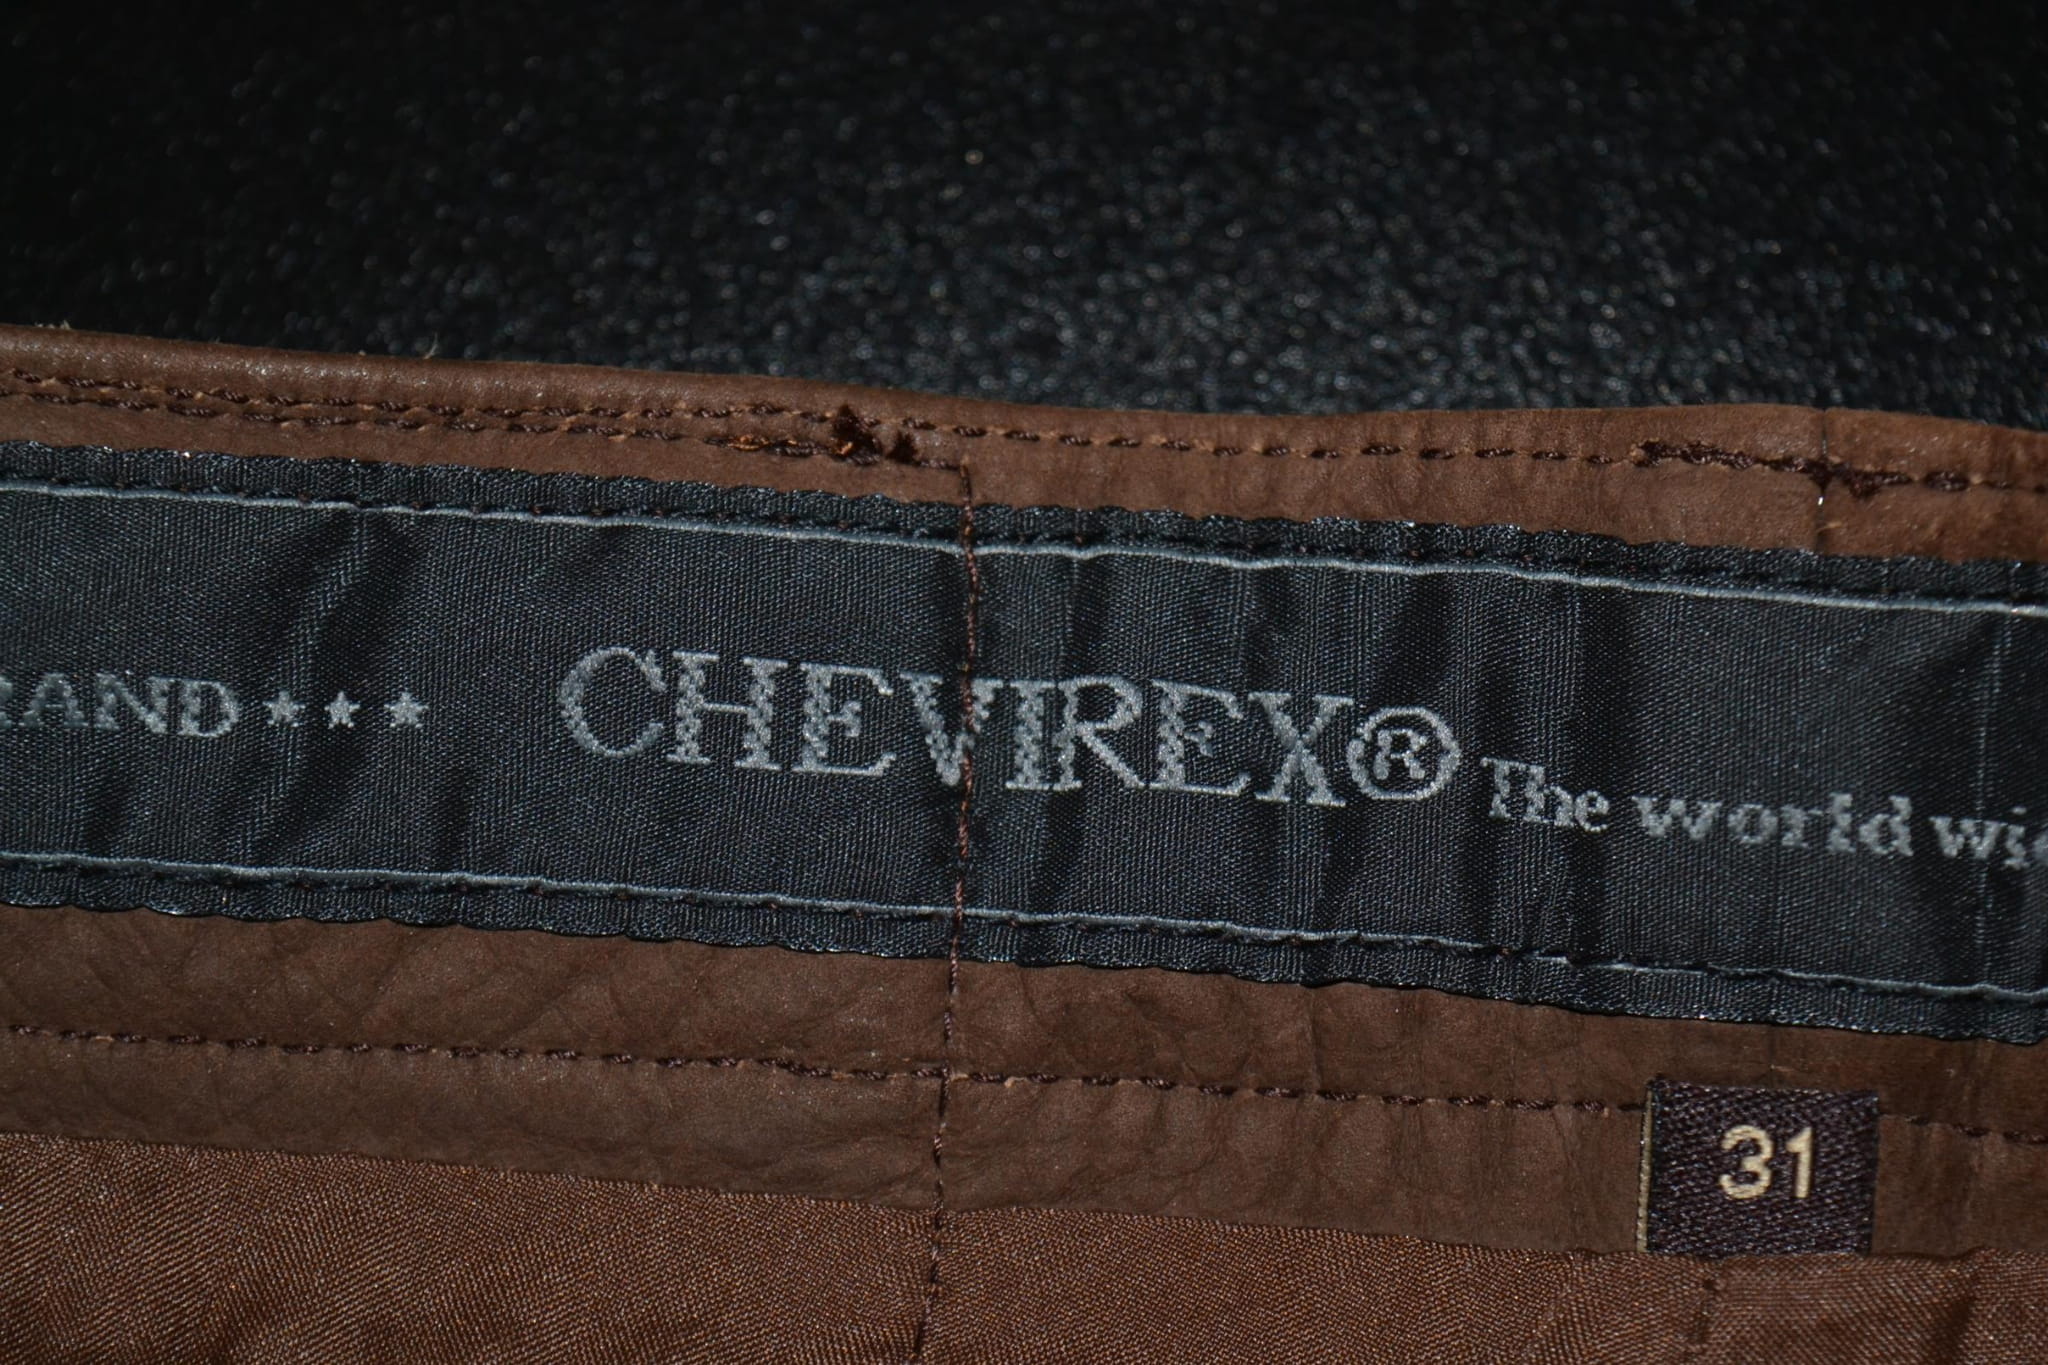 ★★★ CHEVIREX® The world
31